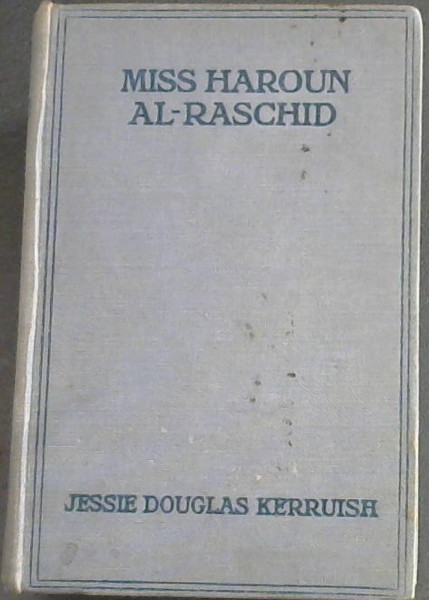 MISS HAROUN
AL-RASCHID
JESSIE DOUGLAS KERRUISH